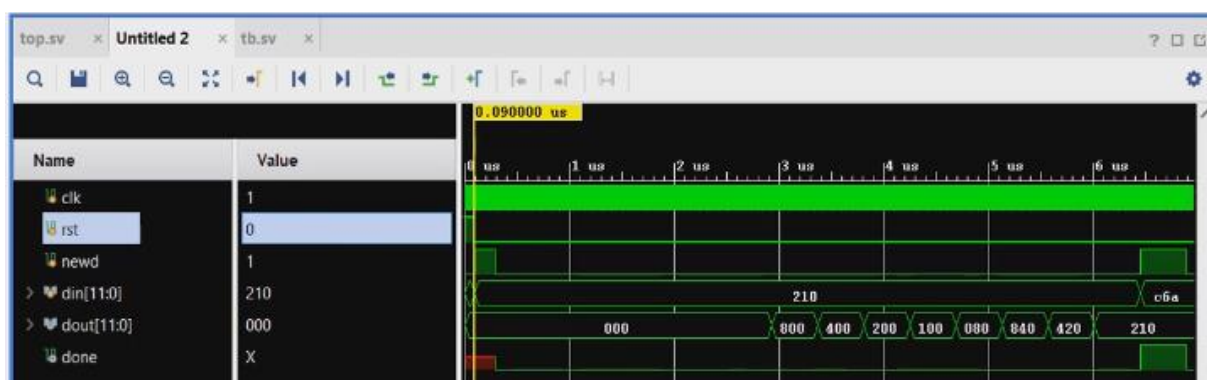 top.sv × Untitled 2 × tb.sv × ?
0.090000 us
Name Value 0 us 1 us 2 us 3 us 4 us 5 us 6 us
clk 1
rst 0
newd 1
din[11:0] 210 210 c6a
dout[11:0] 000 000 800 400 200 100 080 840 420 210
done X